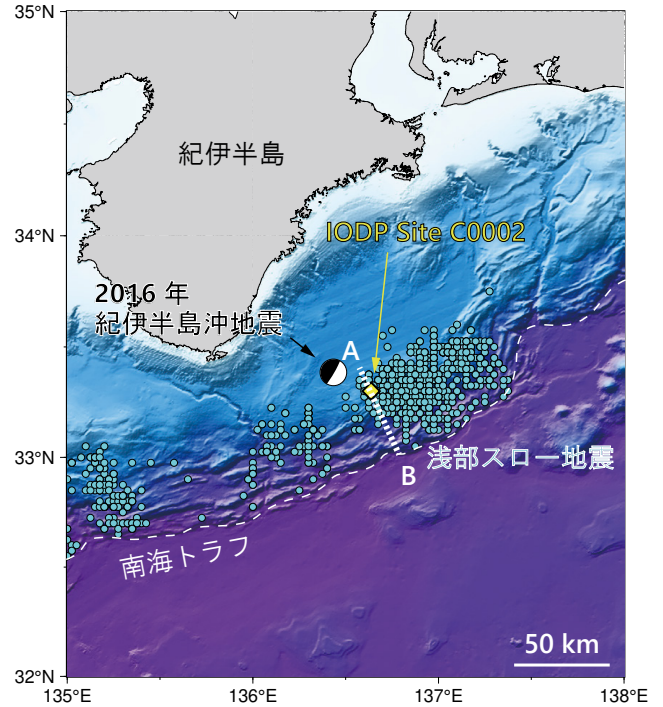 35°N
紀伊半島
34°N
IODP Site C0002
2016 年
紀伊半島沖地震
A
33°N
浅部スロー地震
B
南海トラフ
50 km
32°N
135°E
136°E
137°E
138°E